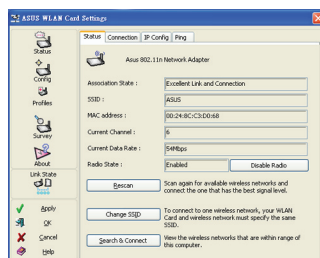 ASUS WLAN Card Settings
Status Connection IP Config Ping
Status
Config
Profiles
Survey
About
Link State
Apply
OK
Cancel
Help
Asus 802.11n Network Adapter
Association State : Excellent Link and Connection
SSID : ASUS
MAC address : 00:24:8C:C3:D0:68
Current Channel : 6
Current Data Rate : 54Mbps
Radio State : Enabled Disable Radio
Rescan Scan again for available wireless networks and
connect the one that has the best signal level.
Change SSID To connect to one wireless network, your WLAN
Card and wireless network must specify the same
SSID.
Search & Connect View the wireless networks that are within range of
this computer.